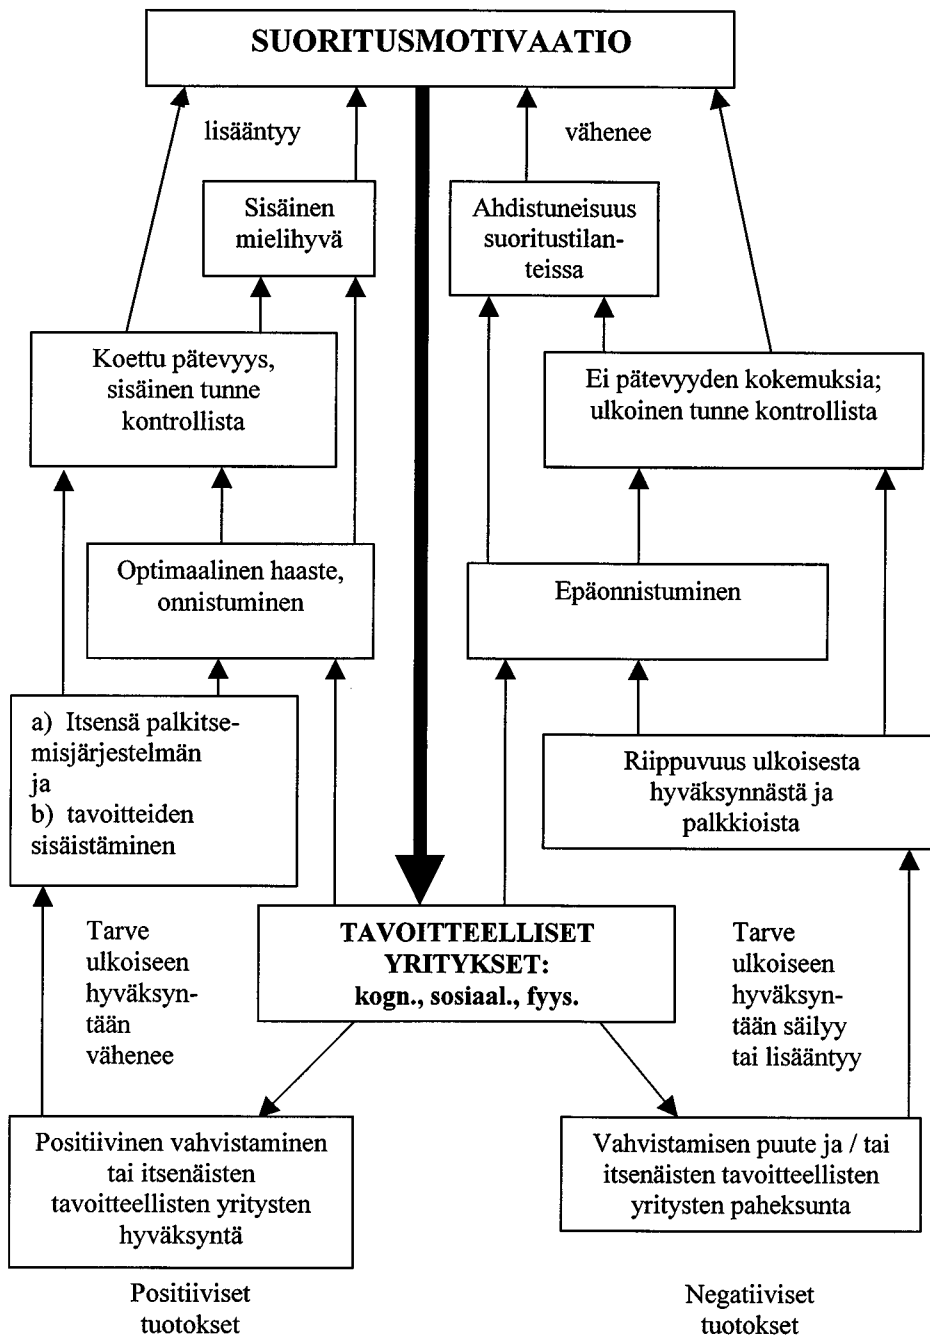 SUORITUSMOTIVAATIO
lisääntyy
vähenee
Sisäinen
mielihyvä
Ahdistuneisuus
suoritustilan-
teissa
Koettu pätevyys,
sisäinen tunne
kontrollista
Ei pätevyyden kokemuksia;
ulkoinen tunne kontrollista
Optimaalinen haaste,
onnistuminen
Epäonnistuminen
a) Itsensä palkitse-
misjärjestelmän
ja
b) tavoitteiden
sisäistäminen
Riippuvuus ulkoisesta
hyväksynnästä ja
palkkioista
Tarve
ulkoiseen
hyväksyn-
tään
vähenee
TAVOITTEELLISET
YRITYKSET:
kogn., sosiaal., fyys.
Tarve
ulkoiseen
hyväksyn-
tään säilyy
tai lisääntyy
Positiivinen vahvistaminen
tai itsenäisten
tavoitteellisten yritysten
hyväksyntä
Vahvistamisen puute ja / tai
itsenäisten tavoitteellisten
yritysten paheksunta
Positiiviset
tuotokset
Negatiiviset
tuotokset